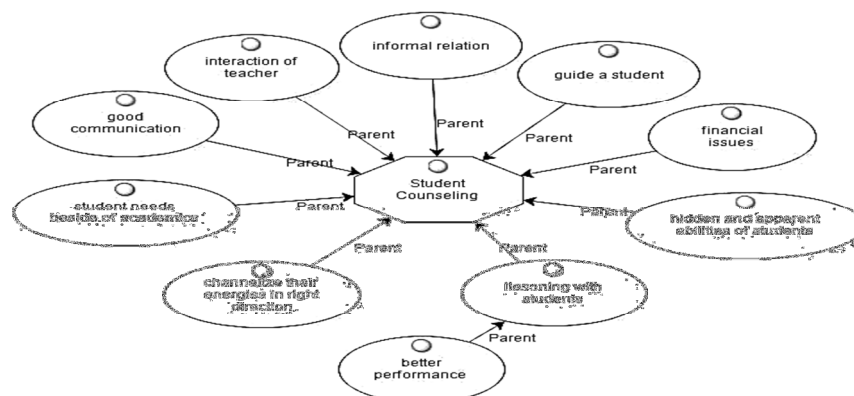 informal relation
interaction of
teacher
guide a student
good
communication
financial
issues
Parent
Parent
Parent
Parent
Parent
Student
Counseling
student needs
beside of academics
Parent
Parent
hidden and apparent
abilities of students
Parent
Parent
channelize their
energies in right
direction
liesoning with
students
Parent
better
performance